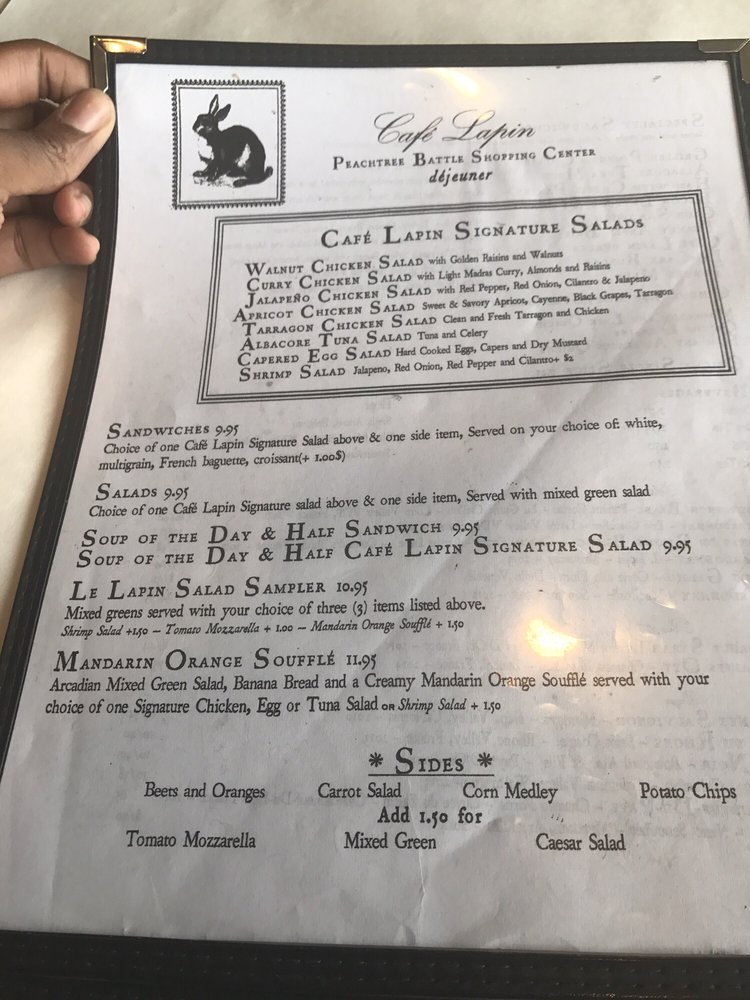 Café Lapin
Peachtree Battle Shopping Center
déjeuner
Café Lapin Signature Salads
Walnut Chicken Salad with Golden Raisins and Walnuts
Curry Chicken Salad with Light Madras Curry, Almonds and Raisins
Jalapeño Chicken Salad with Red Pepper, Red Onion, Cilantro & Jalapeno
Apricot Chicken Salad Sweet & Savory Apricots, Cayenne, Black Grapes, Tarragon
Tarragon Chicken Salad Clean and Fresh Tarragon and Chicken
Albacore Tuna Salad Tuna and Celery
Capered Egg Salad Hard Cooked Eggs, Capers and Dry Mustard
Shrimp Salad Jalapeno, Red Onion, Red Pepper and Cilantro+ $2
Sandwiches 9.95
Choice of one Café Lapin Signature Salad above & one side item, Served on your choice of: white,
multigrain, French baguette, croissant(+ 1.00$)
Salads 9.95
Choice of one Café Lapin Signature salad above & one side item, Served with mixed green salad
Soup of the Day & Half Sandwich 9.95
Soup of the Day & Half Café Lapin Signature Salad 9.95
Le Lapin Salad Sampler 10.95
Mixed greens served with your choice of three (3) items listed above.
Shrimp Salad +1.50 – Tomato Mozzarella + 1.00 – Mandarin Orange Soufflé + 1.50
Mandarin Orange Soufflé 11.95
Arcadian Mixed Green Salad, Banana Bread and a Creamy Mandarin Orange Soufflé served with your
choice of one Signature Chicken, Egg or Tuna Salad or Shrimp Salad + 1.50
* Sides *
Beets and Oranges Carrot Salad Corn Medley Potato Chips
Add 1.50 for
Tomato Mozzarella Mixed Green Caesar Salad